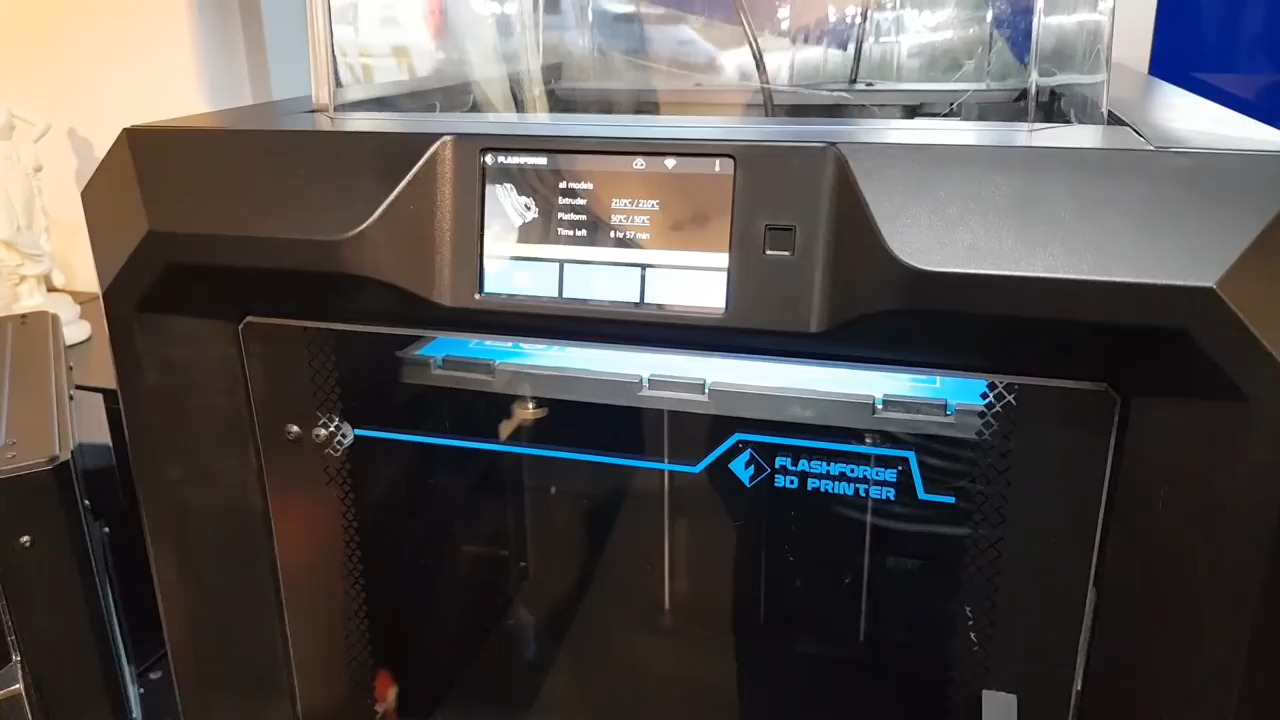 FLASHFORGE
all models
Extruder 210℃ / 210℃
Platform 50℃ / 50℃
Time left 6 hr 57 min
FLASHFORGE®
3D PRINTER